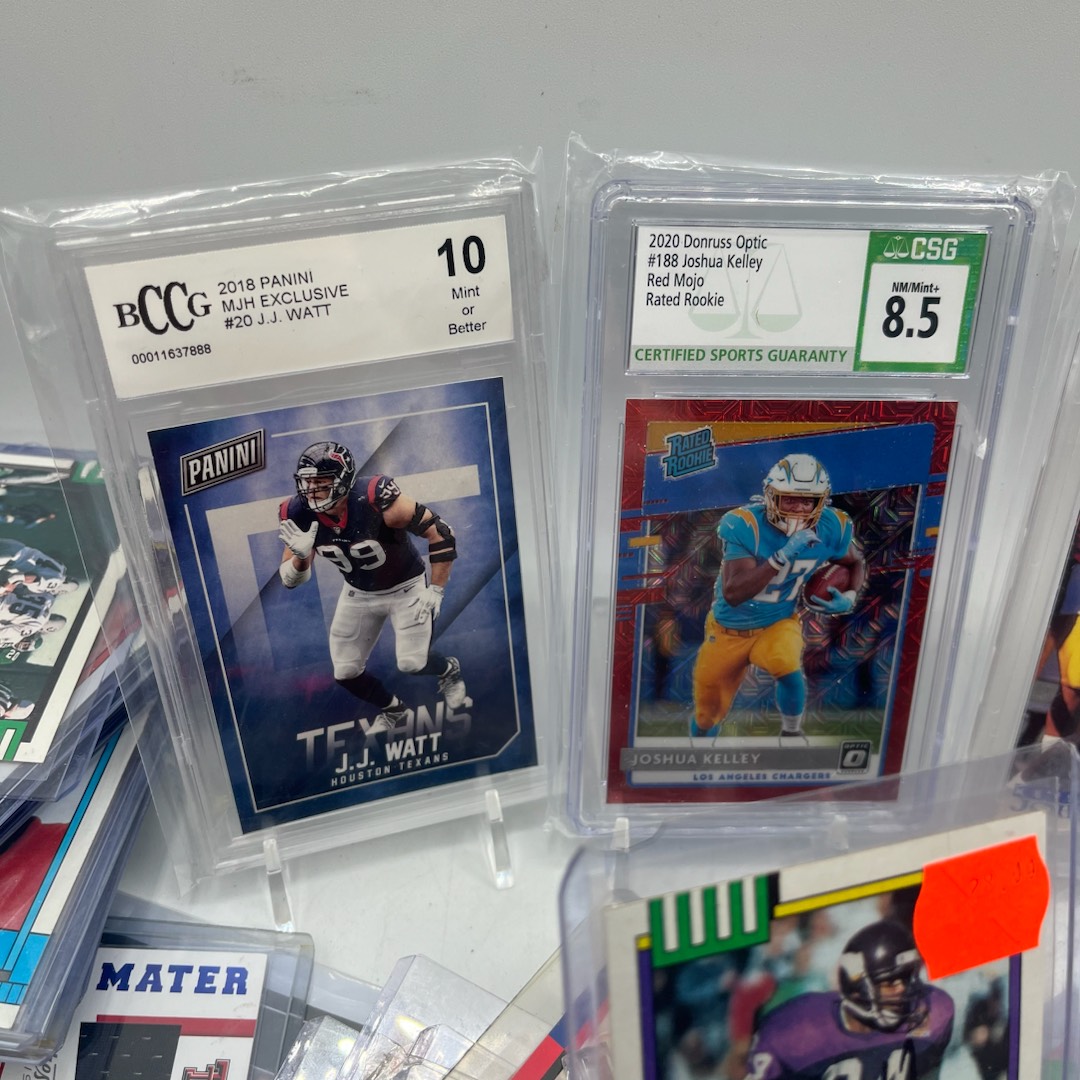 BCCG
2018 PANINI
MJH EXCLUSIVE
#20 J.J. WATT
00011637888
10
Mint
or
Better
PANINI
99
99
TEXANS
J.J. WATT
HOUSTON TEXANS
2020 Donruss Optic
#188 Joshua Kelley
Red Mojo
Rated Rookie
CERTIFIED SPORTS GUARANTY
CSG
NM/Mint+
8.5
RATED
ROOKIE
27
JOSHUA KELLEY
OPTIC
LOS ANGELES CHARGERS
MATER